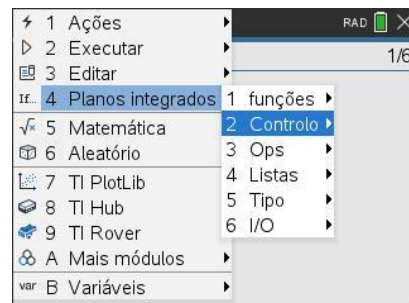 1 Ações
RAD
2 Executar
1/6
3 Editar
If... 4 Planos integrados
1 funções
√x 5 Matemática
2 Controlo
6 Aleatório
3 Ops
7 TI PlotLib
4 Listas
8 TI Hub
5 Tipo
9 TI Rover
6 I/O
A Mais módulos
var B Variáveis